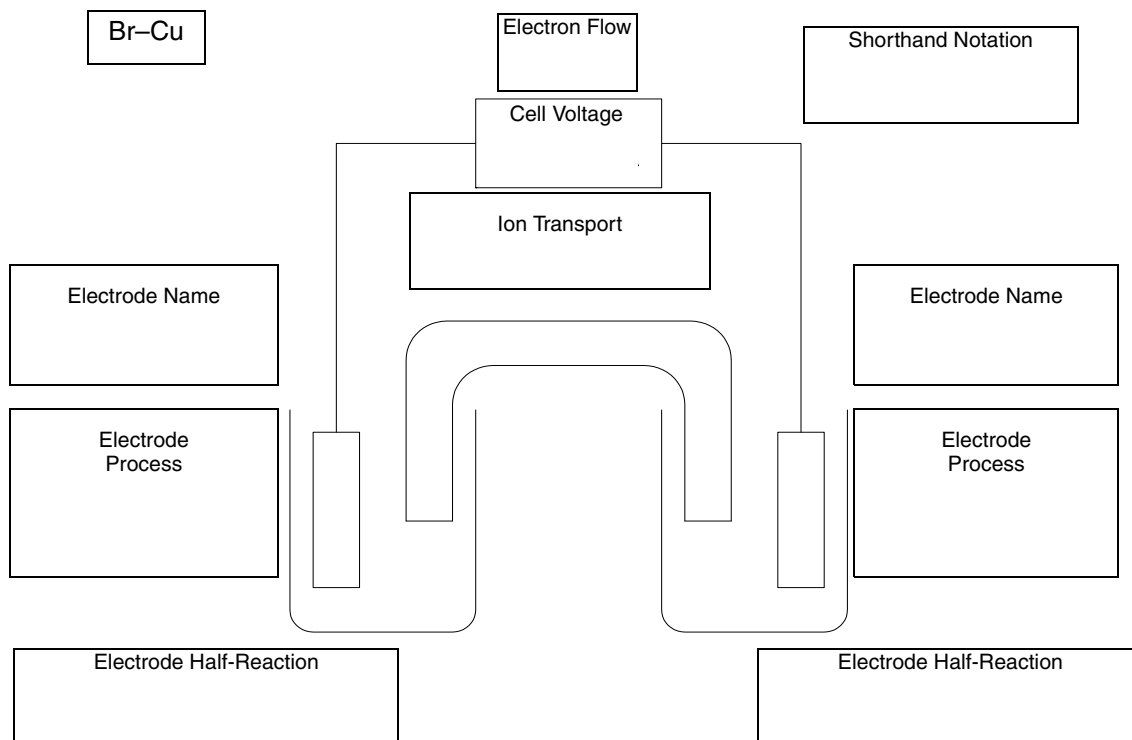 Br–Cu
Electron Flow
Shorthand Notation
Cell Voltage
Ion Transport
Electrode Name
Electrode Name
Electrode
Process
Electrode
Process
Electrode Half-Reaction
Electrode Half-Reaction